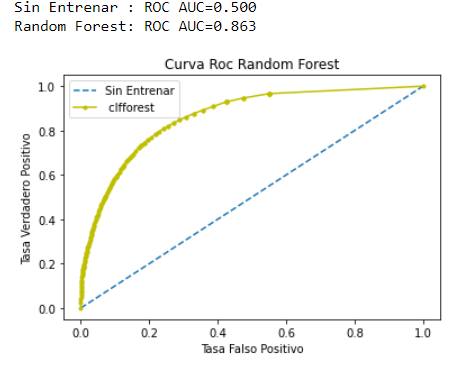 Sin Entrenar : ROC AUC=0.500
Random Forest: ROC AUC=0.863
Curva Roc Random Forest
Sin Entrenar
clfforest
Tasa Verdadero Positivo
1.0
0.8
0.6
0.4
0.2
0.0
0.0 0.2 0.4 0.6 0.8 1.0
Tasa Falso Positivo